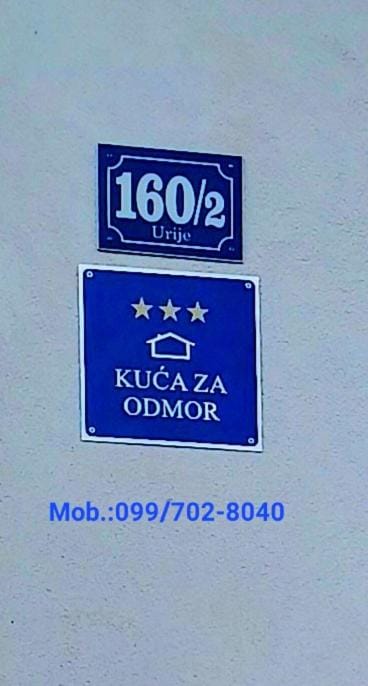 160/2
Urije
KUĆA ZA
ODMOR
Mob.:099/702-8040